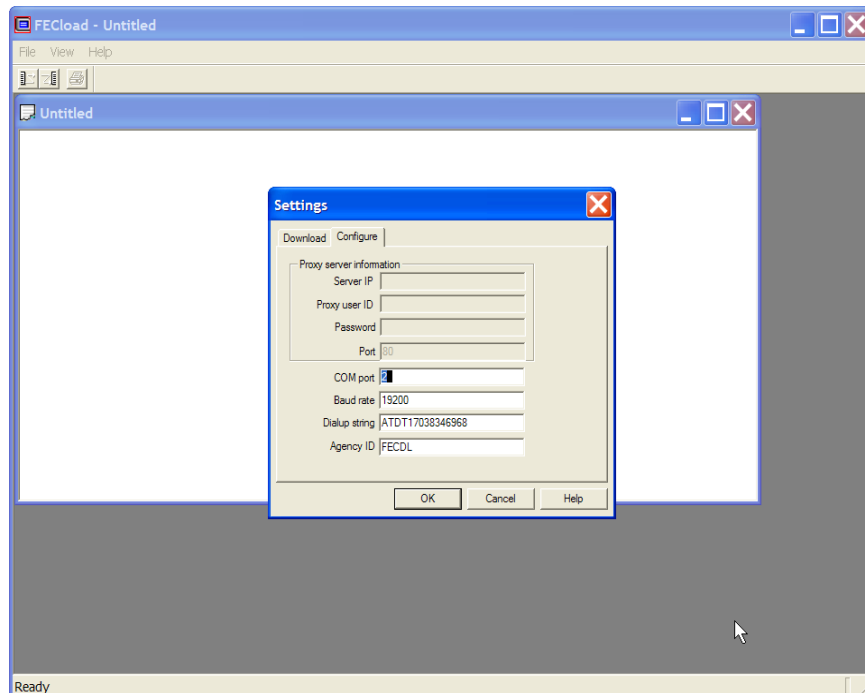 FECload - Untitled
File View Help
Untitled
Settings
Download Configure
Proxy server information
Server IP
Proxy user ID
Password
Port 80
COM port 2
Baud rate 19200
Dialup string ATDT17038346968
Agency ID FECDL
OK Cancel Help
Ready